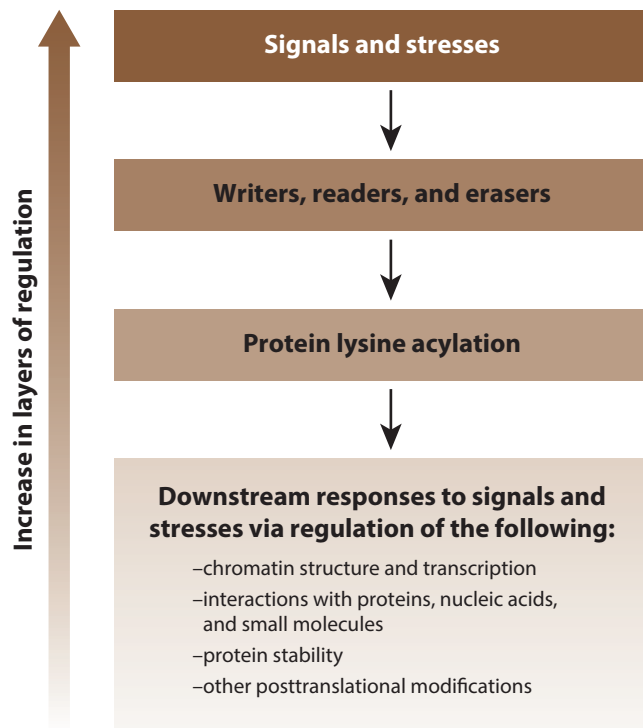 Increase in layers of regulation
Signals and stresses
Writers, readers, and erasers
Protein lysine acylation
Downstream responses to signals and
stresses via regulation of the following:
–chromatin structure and transcription
–interactions with proteins, nucleic acids,
and small molecules
–protein stability
–other posttranslational modifications